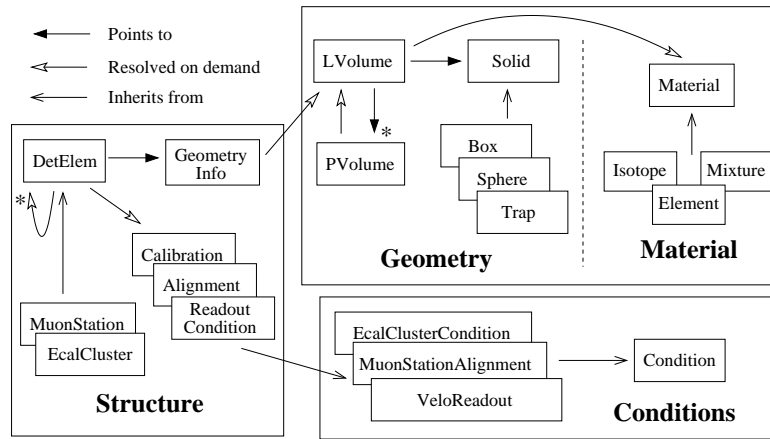 Points to
Resolved on demand
Inherits from
LVolume
Solid
Material
*
PVolume
Box
Sphere
Trap
Isotope
Mixture
Element
Geometry
Material
DetElem
Geometry
Info
*
Calibration
Alignment
Readout
Condition
MuonStation
EcalCluster
Structure
EcalClusterCondition
MuonStationAlignment
VeloReadout
Condition
Conditions